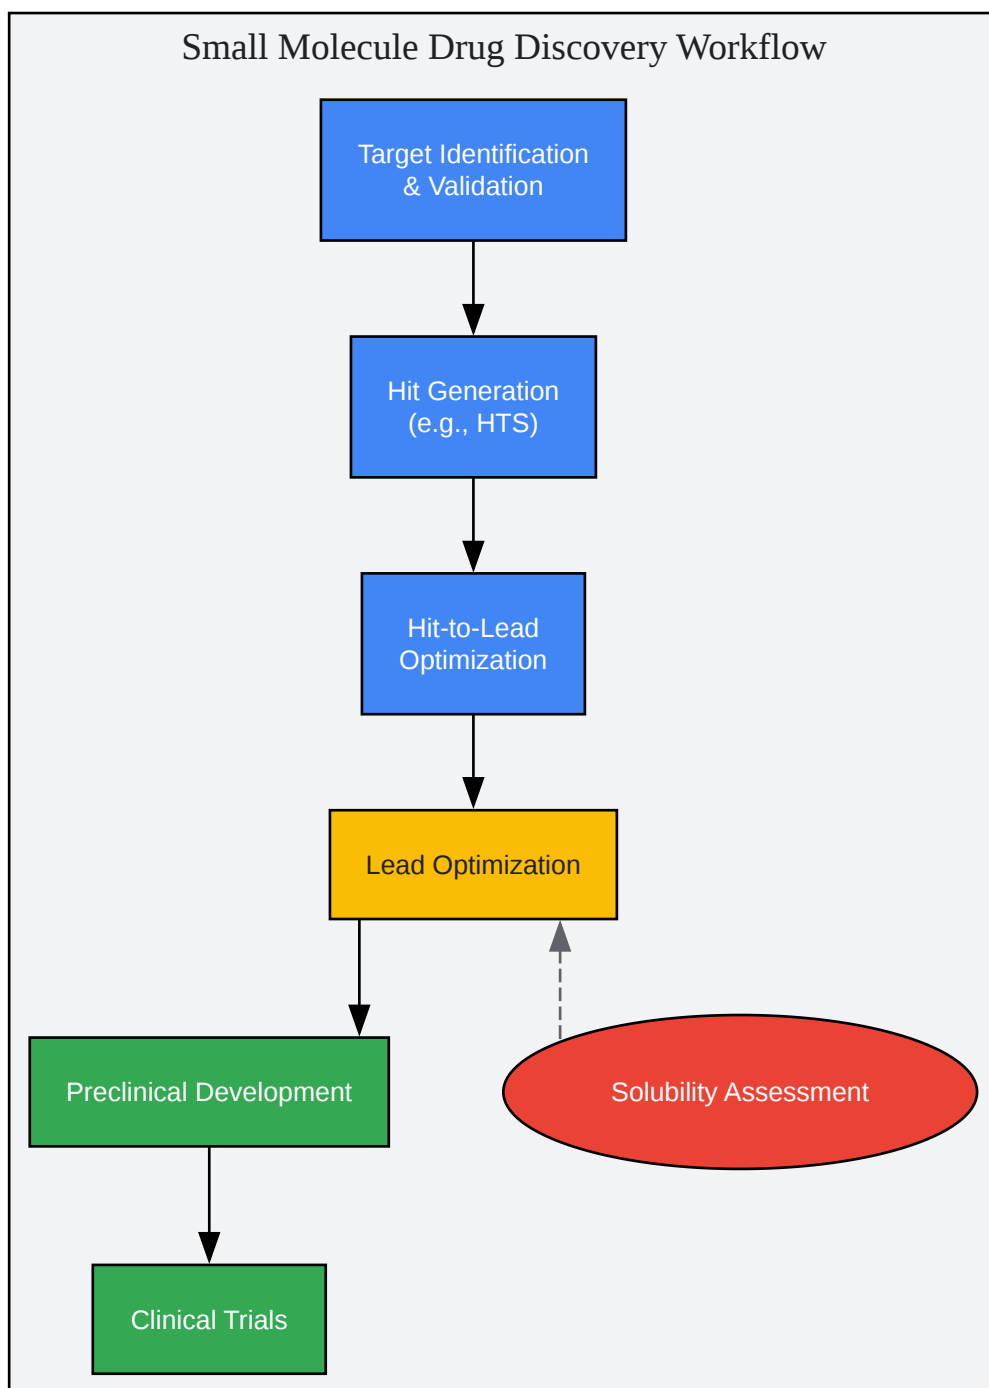 Small Molecule Drug Discovery Workflow
Target Identification
& Validation
Hit Generation
(e.g., HTS)
Hit-to-Lead
Optimization
Lead Optimization
Preclinical Development
Solubility Assessment
Clinical Trials